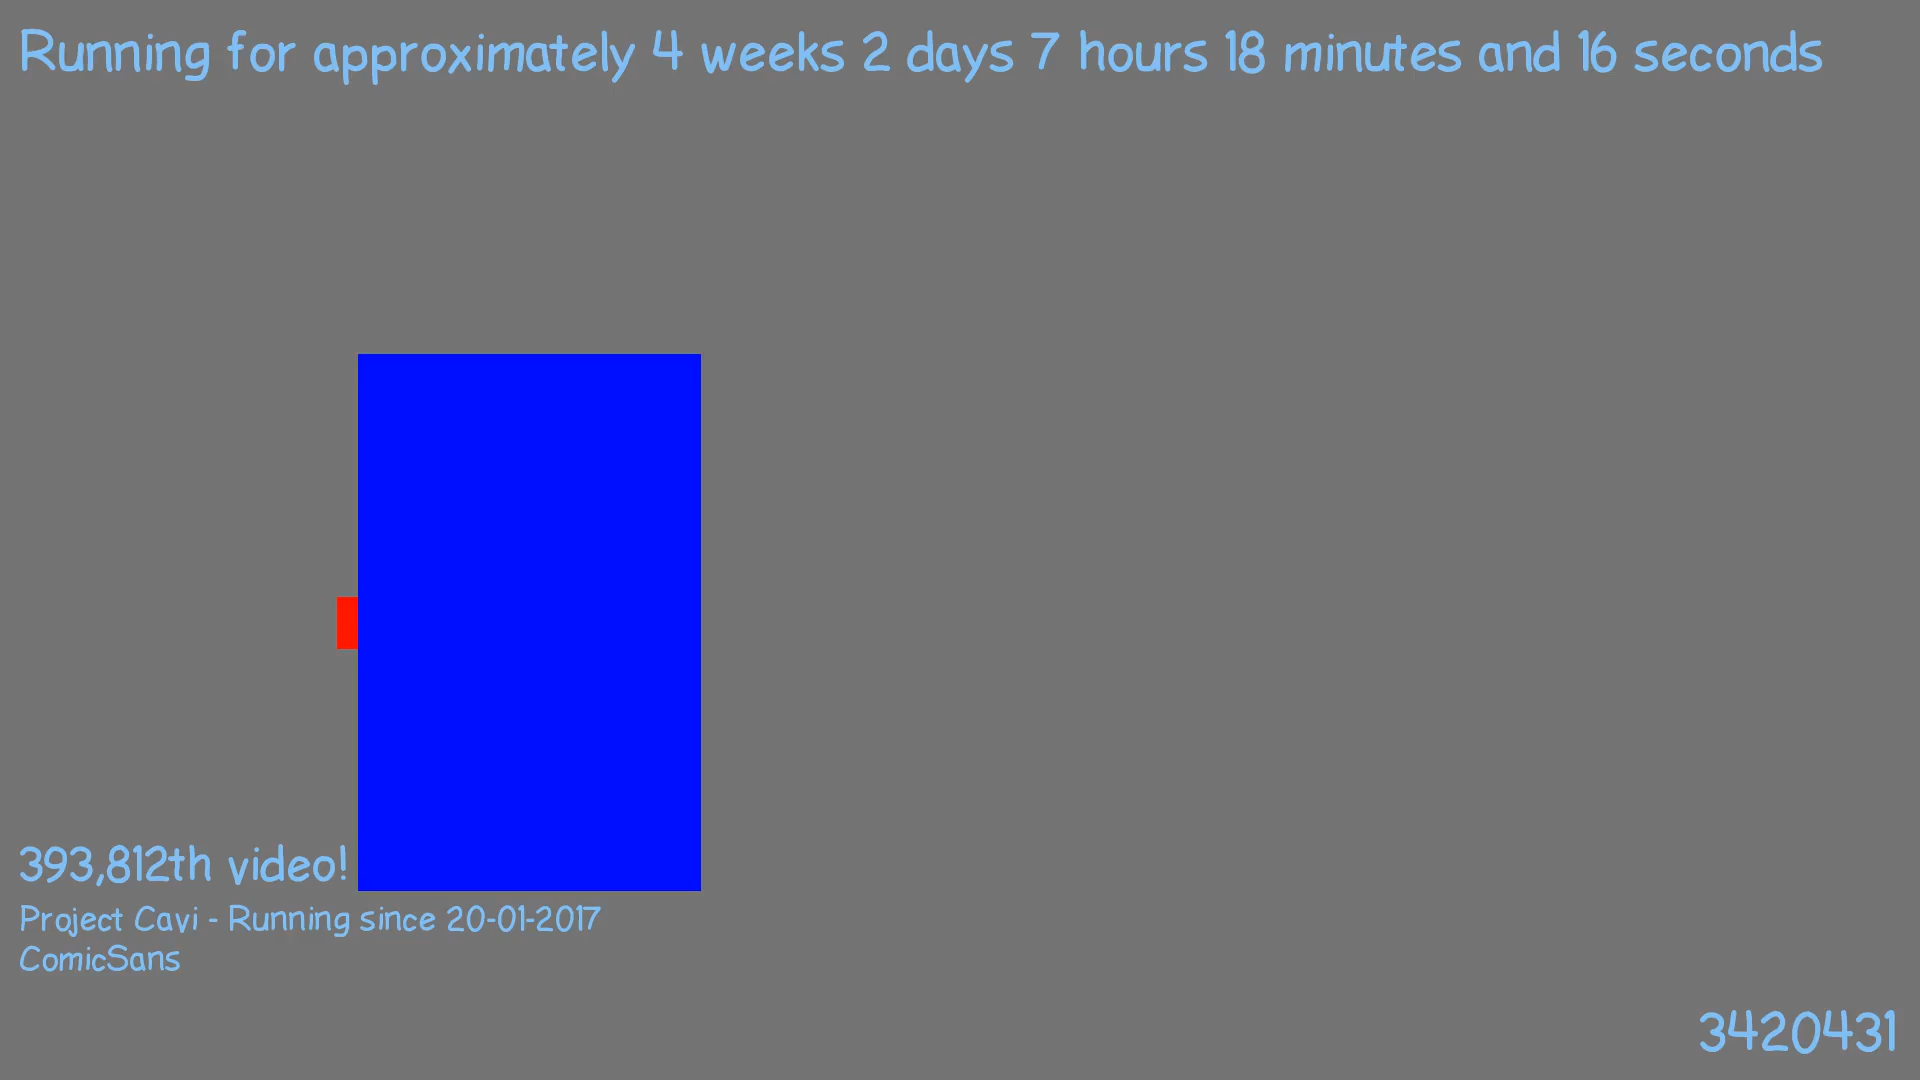 Running for approximately 4 weeks 2 days 7 hours 18 minutes and 16 seconds
393,812th video!
Project Cavi - Running since 20-01-2017
ComicSans
3420431